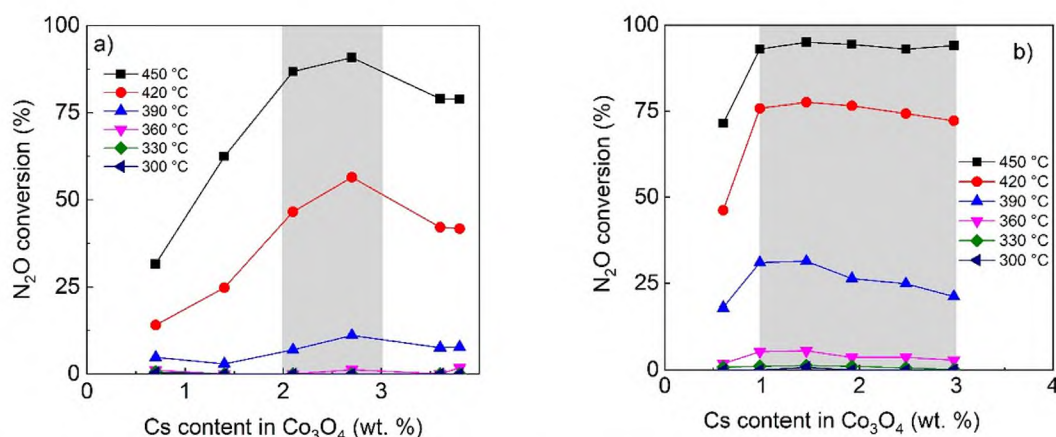 a)
100
75
50
25
0
N₂O conversion (%)
450 °C
420 °C
390 °C
360 °C
330 °C
300 °C
0 1 2 3
Cs content in Co₃O₄ (wt. %)
b)
100
75
50
25
0
N₂O conversion (%)
450 °C
420 °C
390 °C
360 °C
330 °C
300 °C
0 1 2 3 4
Cs content in Co₃O₄ (wt. %)